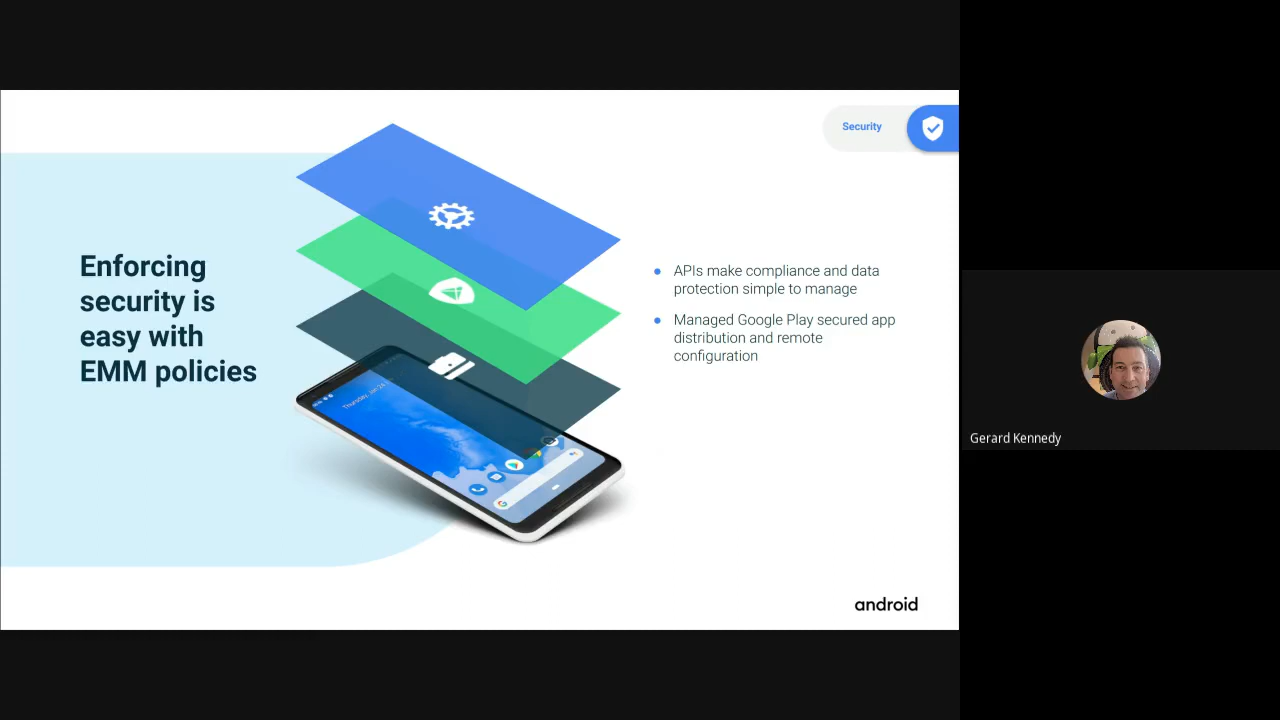 Security
Enforcing
security is
easy with
EMM policies
APIs make compliance and data
protection simple to manage
Managed Google Play secured app
distribution and remote
configuration
android
Gerard Kennedy